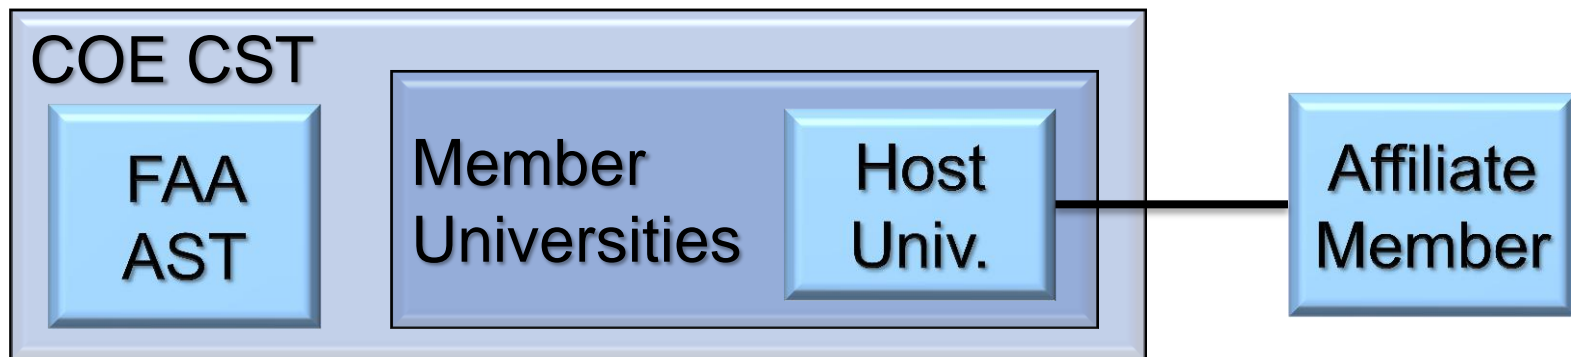 COE CST
FAA
AST
Member
Universities
Host
Univ.
Affiliate
Member